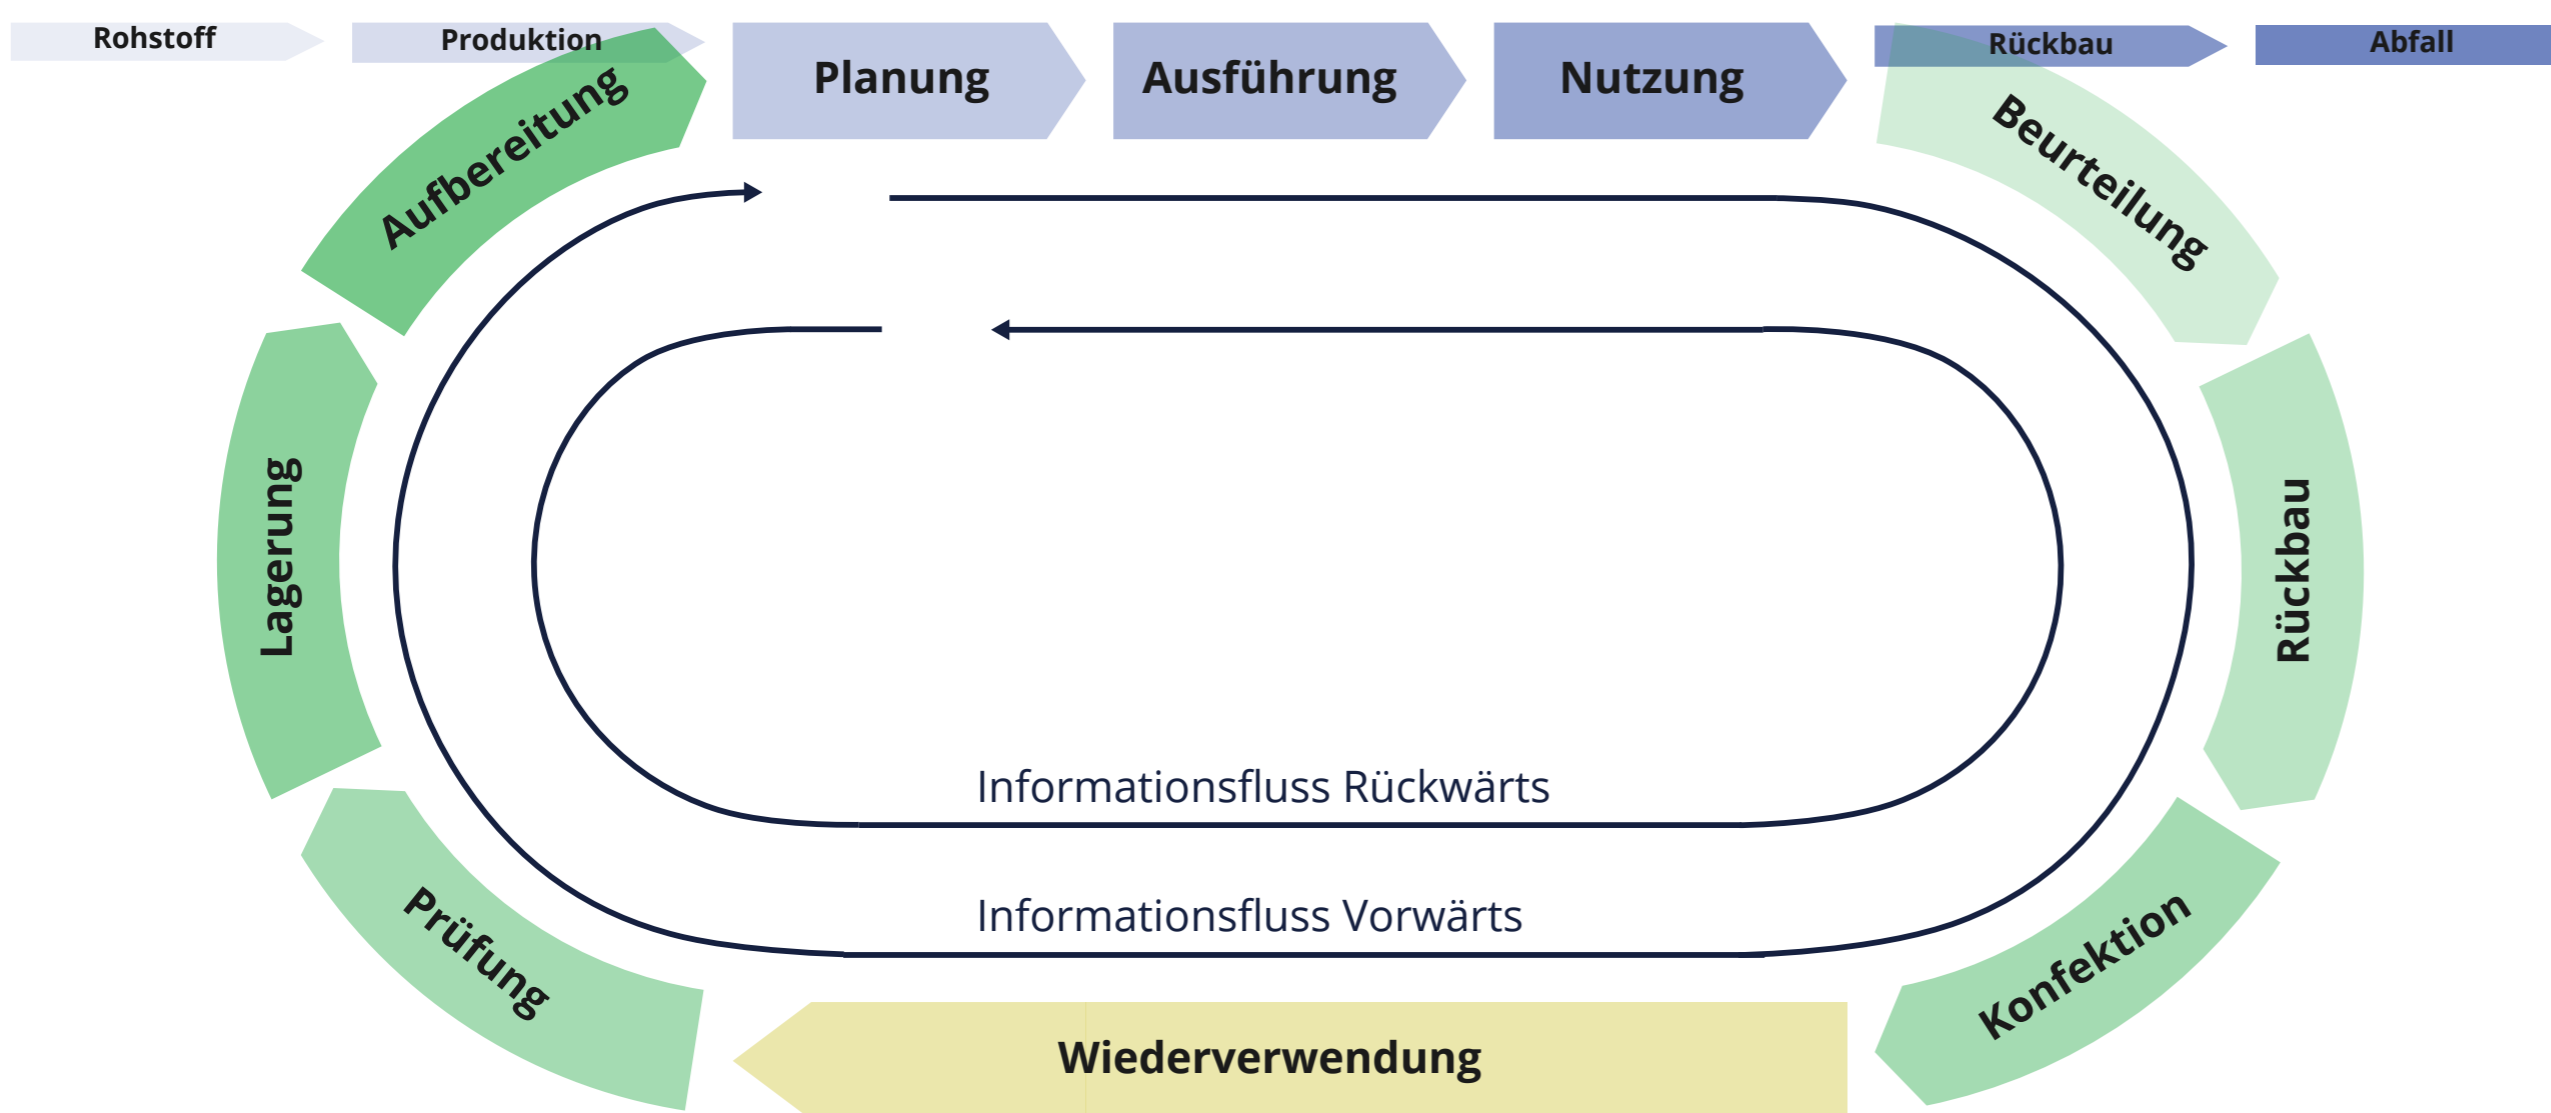 Rohstoff
Produktion
Planung
Ausführung
Nutzung
Rückbau
Abfall
Aufbereitung
Beurteilung
Lagerung
Rückbau
Informationsfluss Rückwärts
Informationsfluss Vorwärts
Prüfung
Konfektion
Wiederverwendung